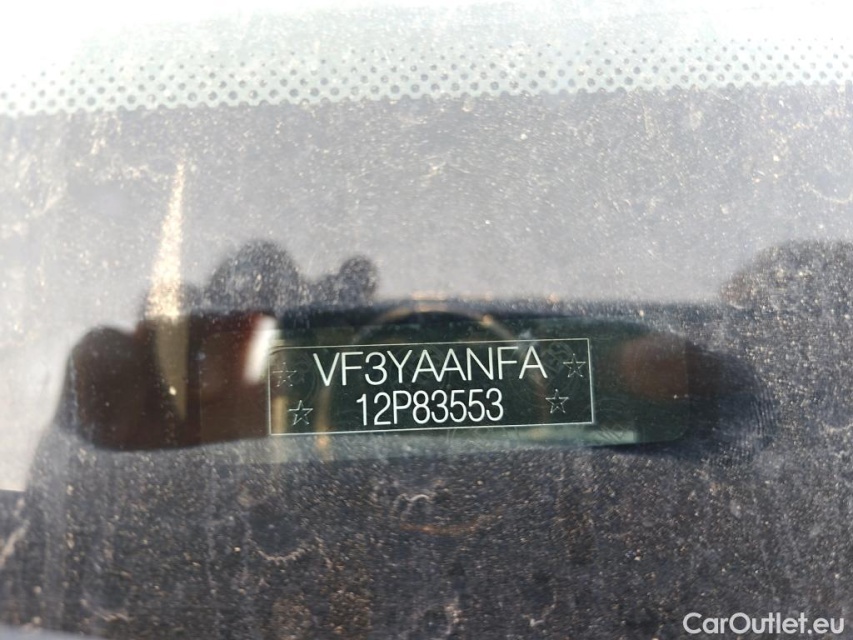 ☆ VF3YAANFA ☆
☆ 12P83553 ☆
CarOutlet.eu